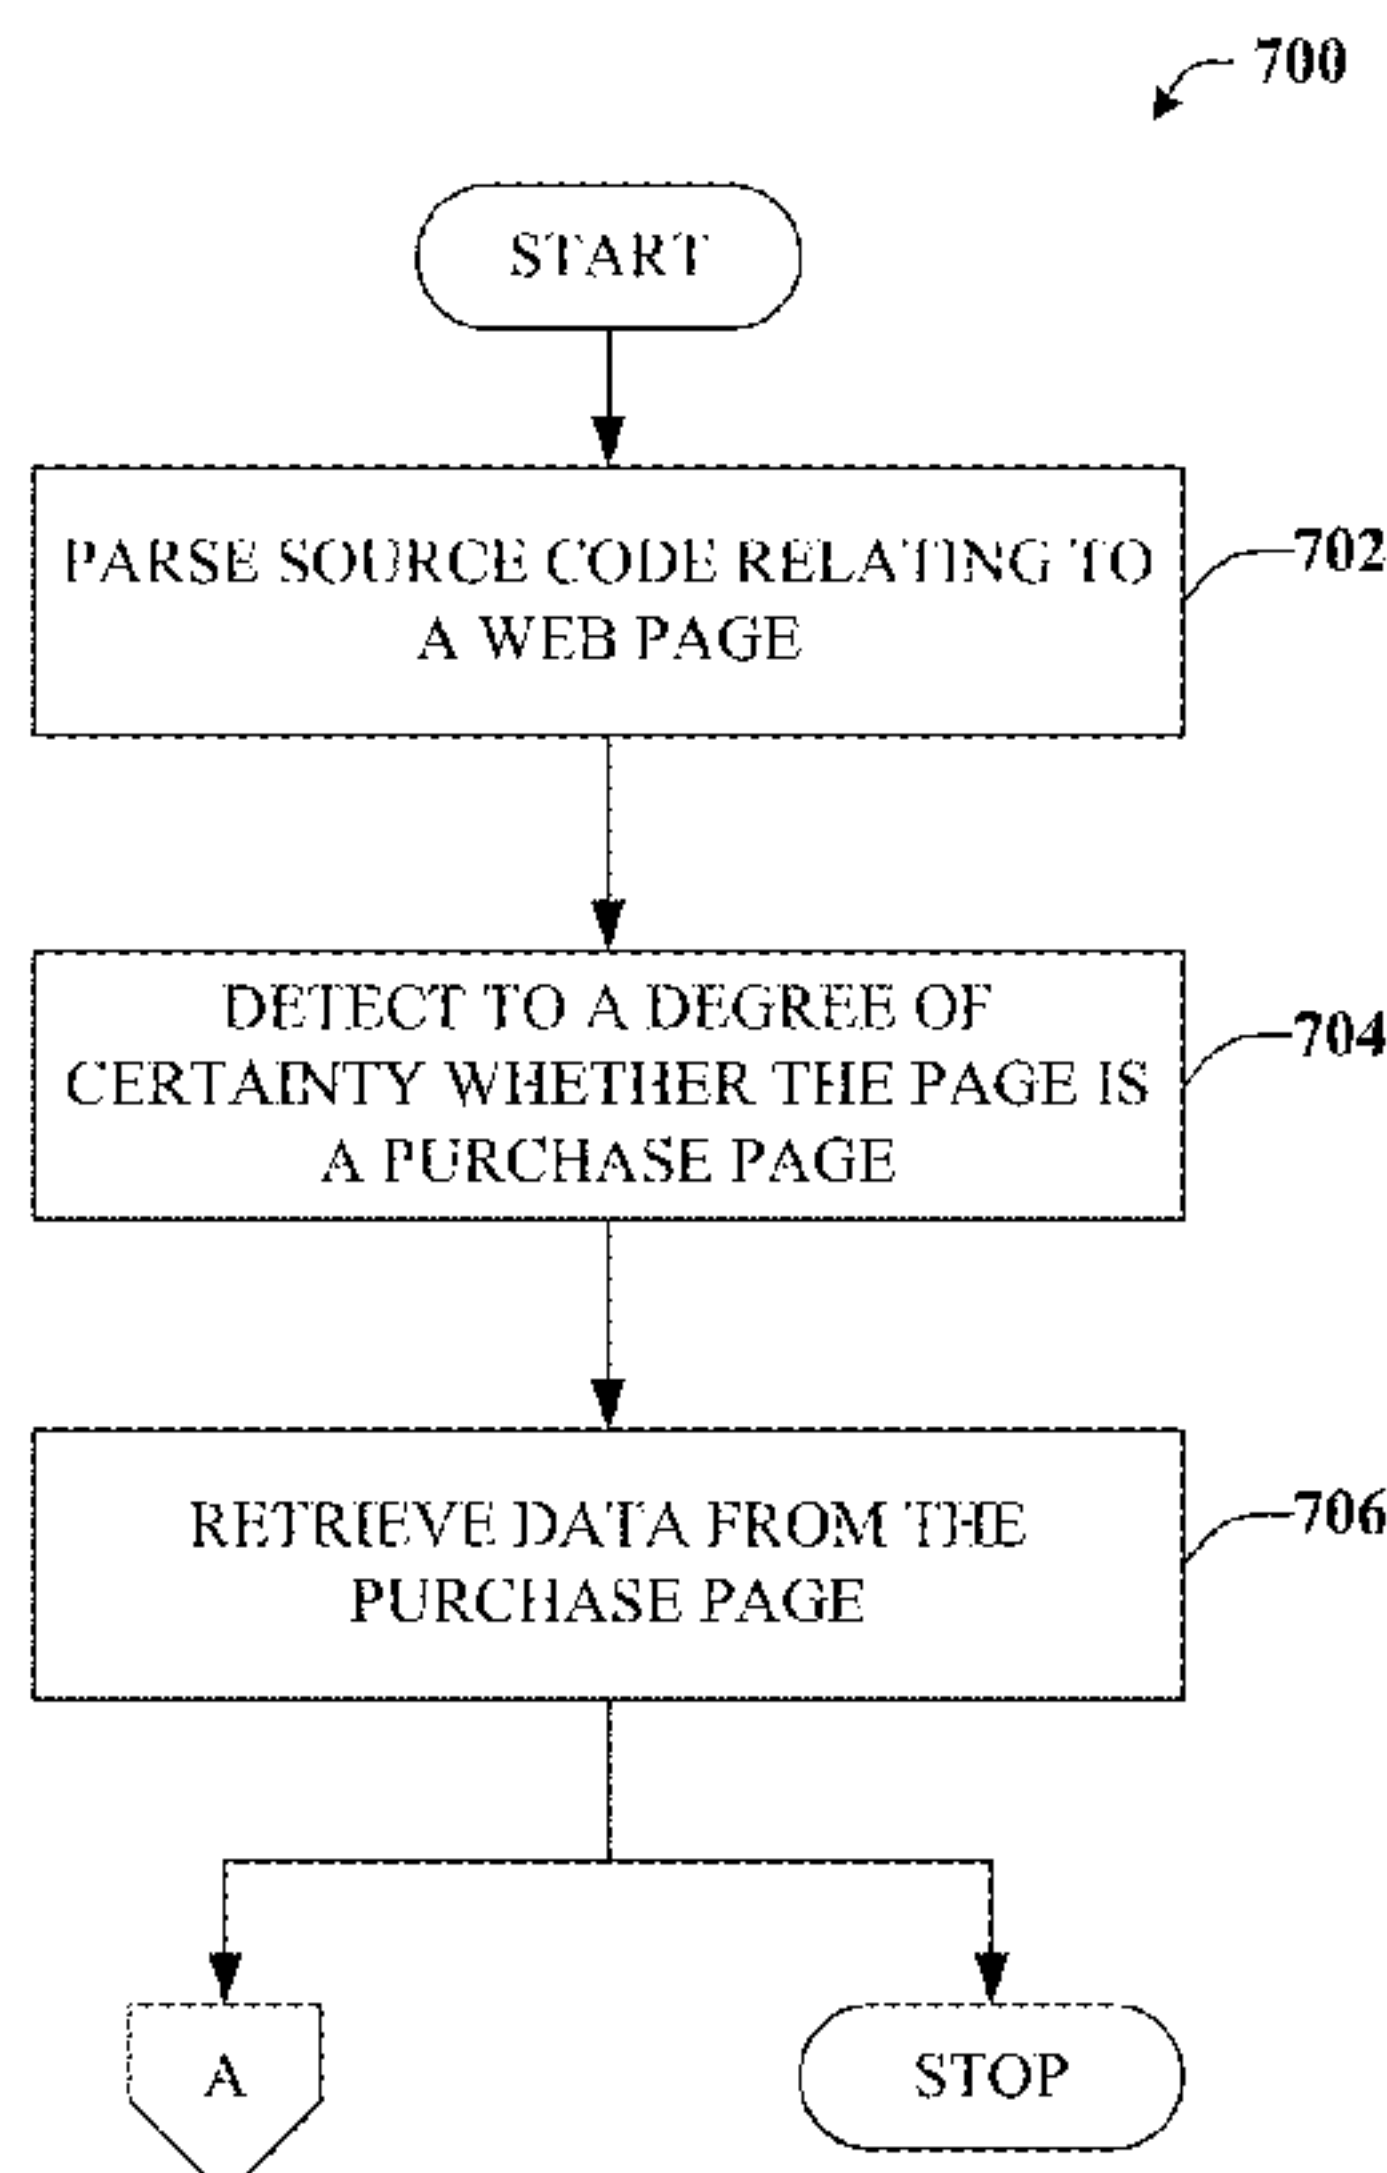 700
START
PARSE SOURCE CODE RELATING TO
A WEB PAGE
702
DETECT TO A DEGREE OF
CERTAINTY WHETHER THE PAGE IS
A PURCHASE PAGE
704
RETRIEVE DATA FROM THE
PURCHASE PAGE
706
A
STOP